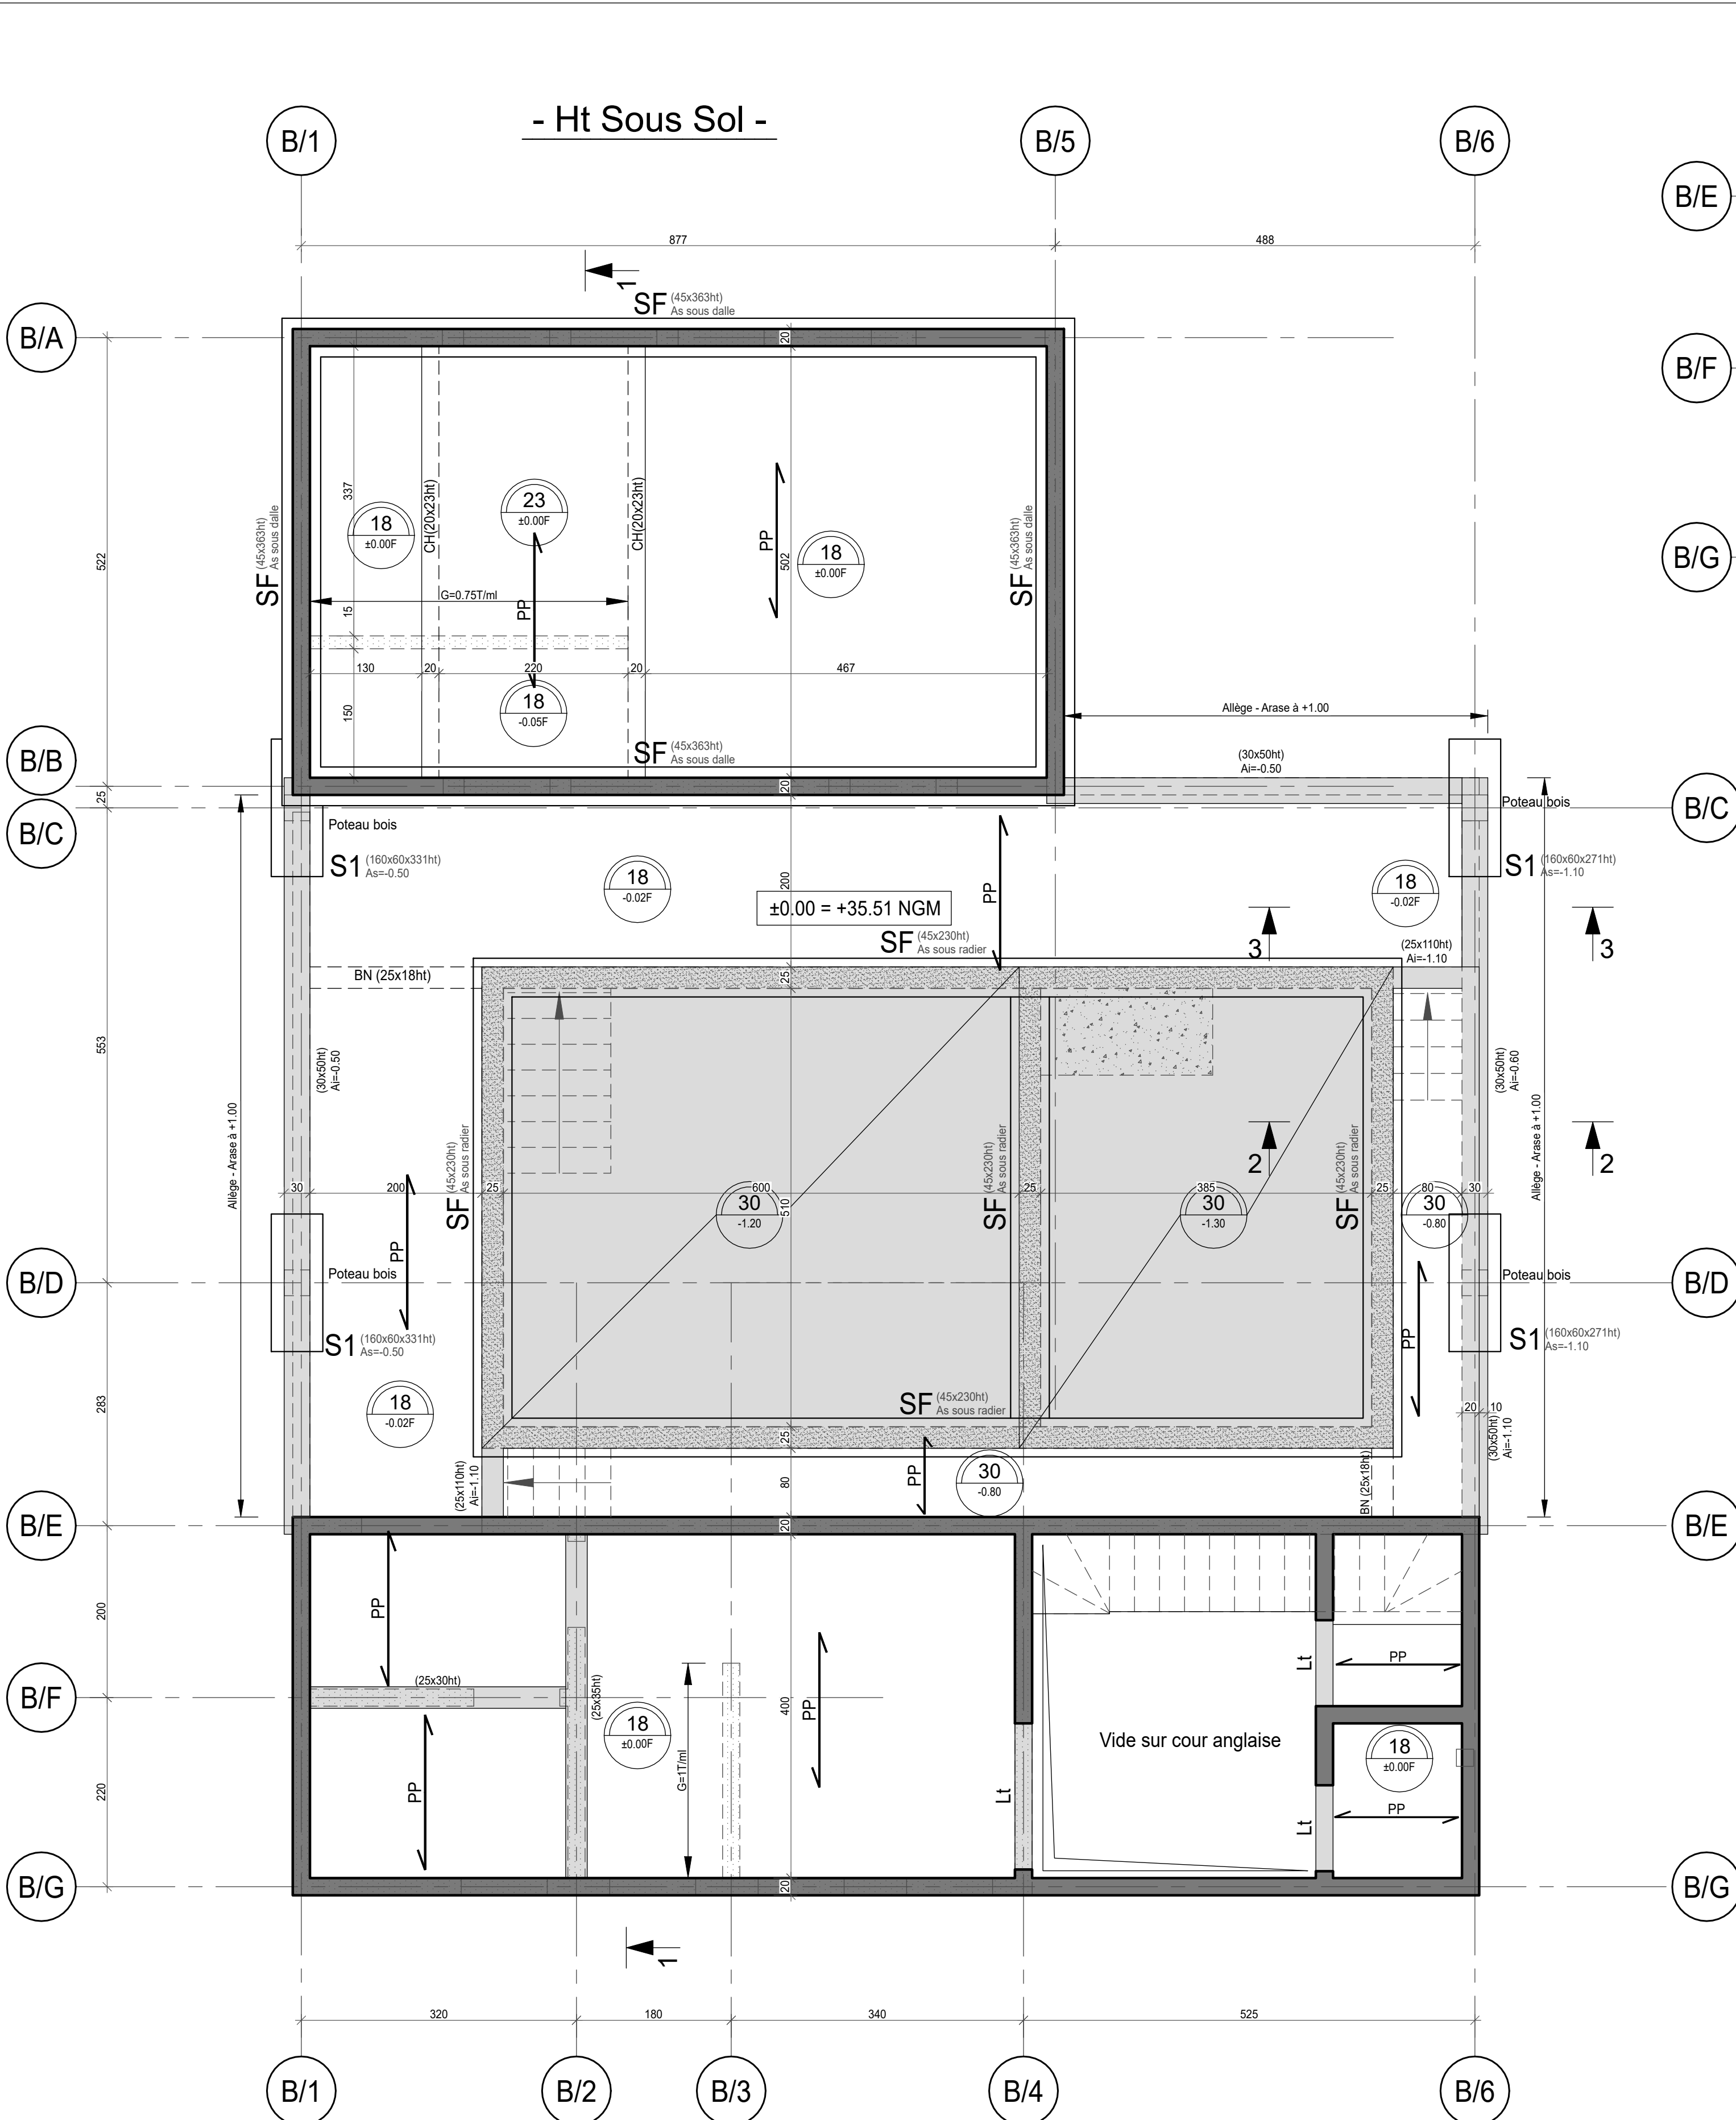 - Ht Sous Sol -
B/1
B/5
B/6
B/E
877
488
1
SF (45x363ht)
As sous dalle
B/A
20
B/F
337
CH(20x23ht)
CH(20x23ht)
23
±0.00F
18
±0.00F
PP
502
18
±0.00F
SF (45x363ht)
As sous dalle
SF (45x363ht)
As sous dalle
B/G
522
G=0.75T/ml
15
PP
130
20
220
20
467
150
18
-0.05F
Allège - Arase à +1.00
SF (45x363ht)
As sous dalle
(30x50ht)
Ai=-0.50
B/B
20
25
B/C
Poteau bois
Poteau bois
B/C
S1 (160x60x331ht)
As=-0.50
S1 (160x60x271ht)
As=-1.10
18
-0.02F
200
PP
18
-0.02F
±0.00 = +35.51 NGM
SF (45x230ht)
As sous radier
3
3
(25x110ht)
Ai=-1.10
BN (25x18ht)
25
553
(30x50ht)
Ai=-0.50
(30x50ht)
Ai=-0.60
Allège - Arase à +1.00
Allège - Arase à +1.00
SF (45x230ht)
As sous radier
SF (45x230ht)
As sous radier
SF (45x230ht)
As sous radier
2
2
30
200
25
600
25
385
25
80
30
510
30
-1.20
30
-1.30
30
-0.80
PP
B/D
Poteau bois
Poteau bois
B/D
S1 (160x60x331ht)
As=-0.50
PP
S1 (160x60x271ht)
As=-1.10
283
18
-0.02F
SF (45x230ht)
As sous radier
20
10
(30x50ht)
Ai=-1.10
25
(25x110ht)
Ai=-1.10
80
PP
30
-0.80
BN (25x18ht)
B/E
20
B/E
200
PP
Lt
PP
B/F
(25x30ht)
(25x35ht)
18
±0.00F
400
PP
Vide sur cour anglaise
18
±0.00F
G=1T/ml
220
PP
Lt
Lt
PP
B/G
20
B/G
1
320
180
340
525
B/1
B/2
B/3
B/4
B/6